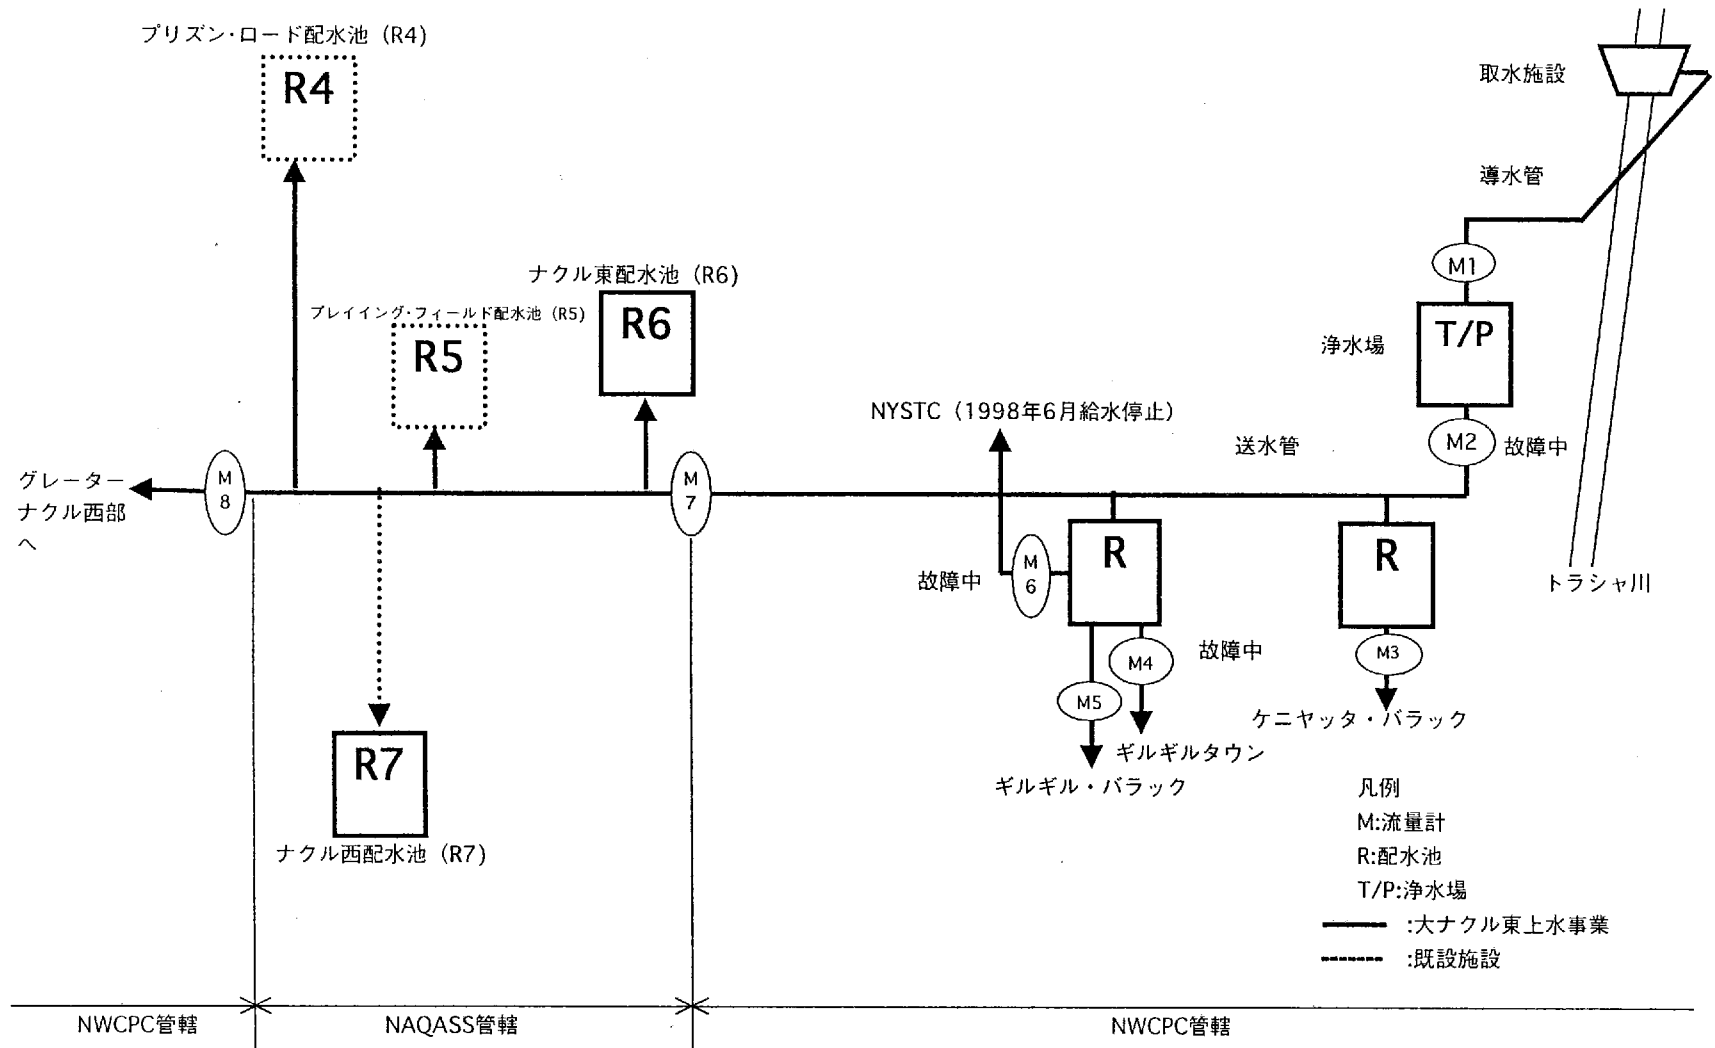 プリズン・ロード配水池（R4）
R4
取水施設
導水管
M1
ナクル東配水池（R6）
プレイイング・フィールド配水池（R5）
R6
R5
T/P
浄水場
NYSTC（1998年6月給水停止）
送水管
M2
故障中
グレーター
ナクル西部
へ
M
8
M
7
R
R
故障中
M
6
トラシャ川
M4
故障中
M3
M5
ケニヤッタ・バラック
ギルギルタウン
ギルギル・バラック
R7
ナクル西配水池（R7）
凡例
M:流量計
R:配水池
T/P:浄水場
:大ナクル東上水事業
:既設施設
NWCPC管轄
NAQASS管轄
NWCPC管轄